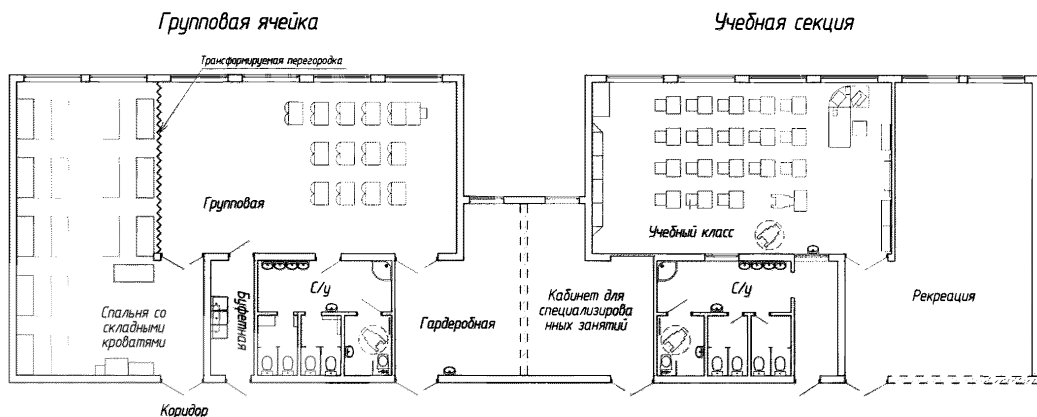 Групповая ячейка
Учебная секция
Трансформируемая перегородка
Групповая
Учебный класс
С/у
Буфетная
Спальня со
складными
кроватями
Гардеробная
Кабинет для
специализирова
нных занятий
С/у
Рекреация
Коридор